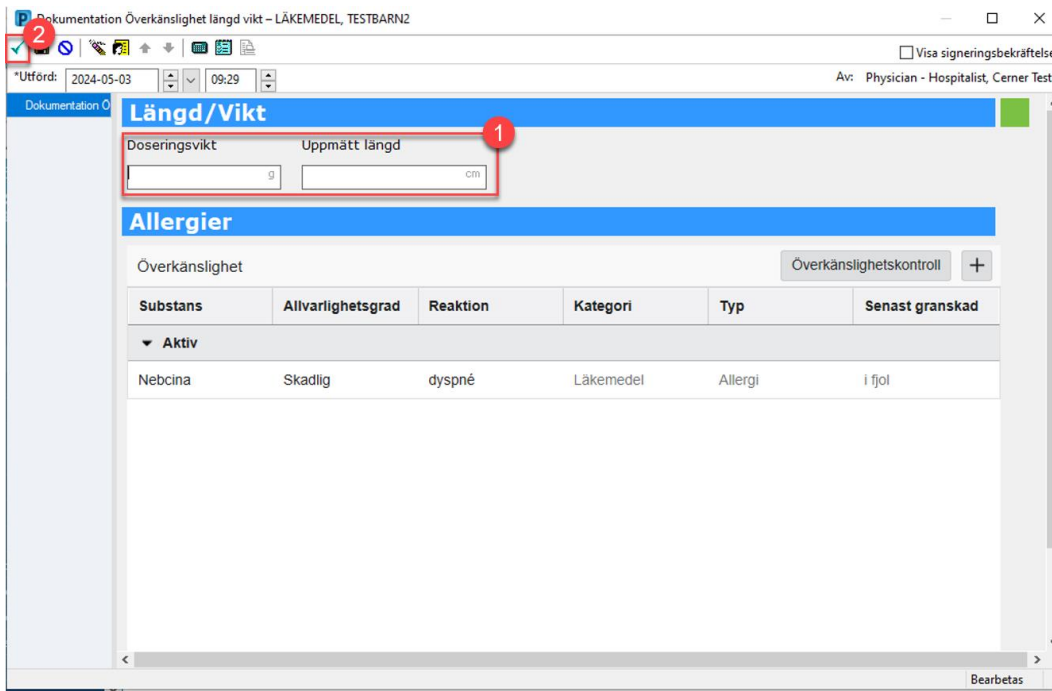 Dokumentation Överkänslighet längd vikt – LÄKEMEDEL, TESTBARN2
2
Visa signeringsbekräftelse
*Utförd: 2024-05-03 09:29 Av: Physician - Hospitalist, Cerner Test
Dokumentation Ö
Längd/Vikt
1
Doseringsvikt Uppmätt längd
g cm
Allergier
Överkänslighet Överkänslighetskontroll +
Substans Allvarlighetsgrad Reaktion Kategori Typ Senast granskad
Aktiv
Nebcina Skadlig dyspné Läkemedel Allergi i fjol
Bearbetas